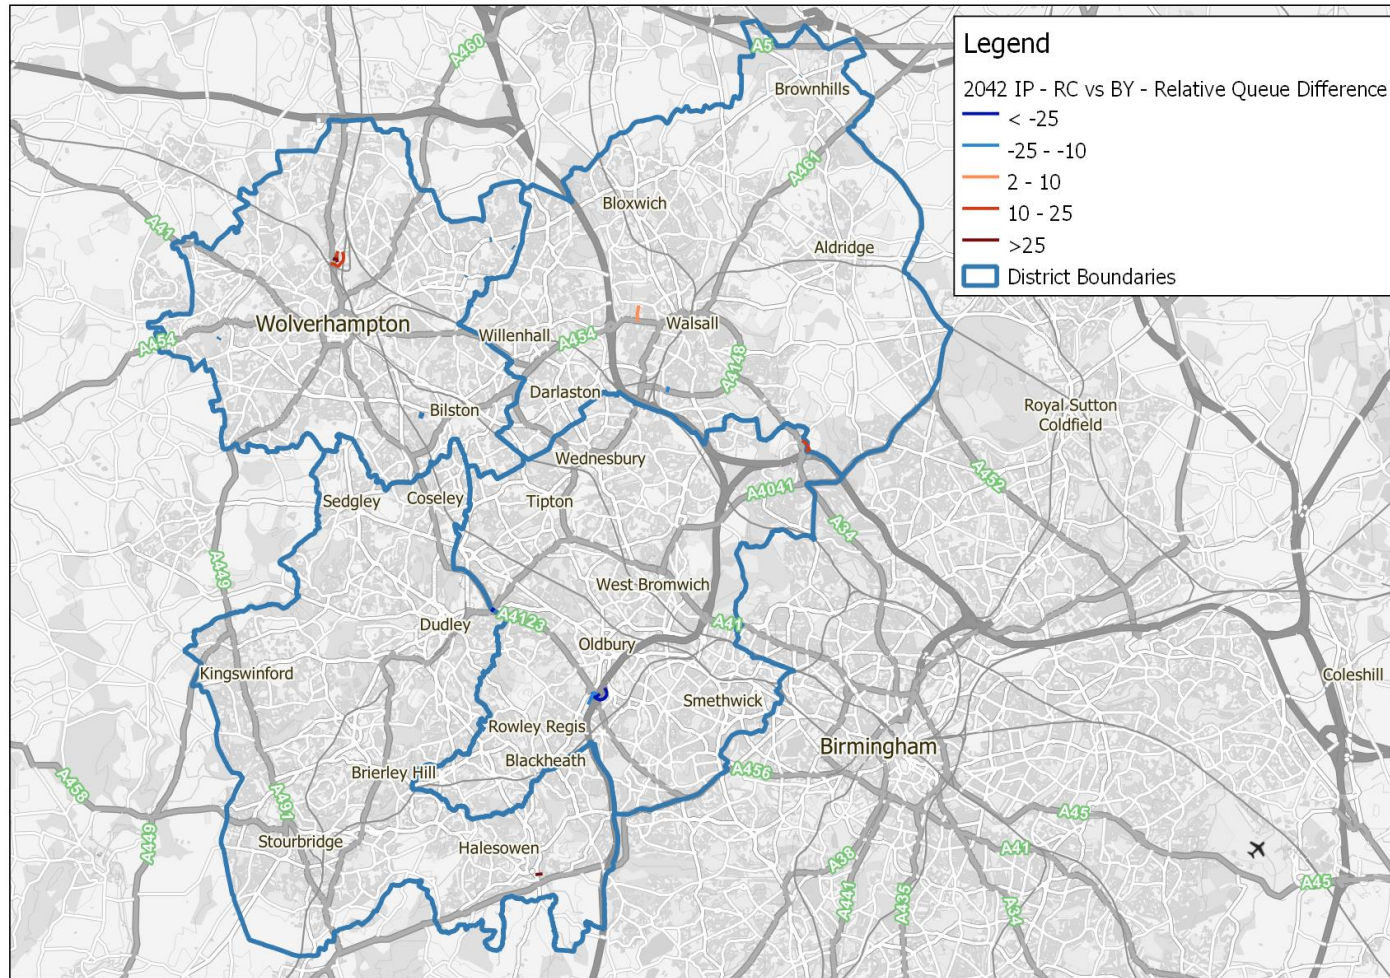 Legend
2042 IP - RC vs BY - Relative Queue Difference
< -25
-25 - -10
2 - 10
10 - 25
>25
District Boundaries
A460
A5
Brownhills
A461
Bloxwich
A41
Aldridge
Wolverhampton
Willenhall
A454
Walsall
A454
A4148
Darlaston
Bilston
Royal Sutton
Coldfield
Wednesbury
A452
Sedgley
Coseley
Tipton
A4041
A34
A449
West Bromwich
Dudley
A4123
A41
Oldbury
Kingswinford
Coleshill
Smethwick
Rowley Regis
Birmingham
Blackheath
Brierley Hill
A456
A458
A491
A45
A449
Stourbridge
Halesowen
A38
A41
A45
A441
A435
A34